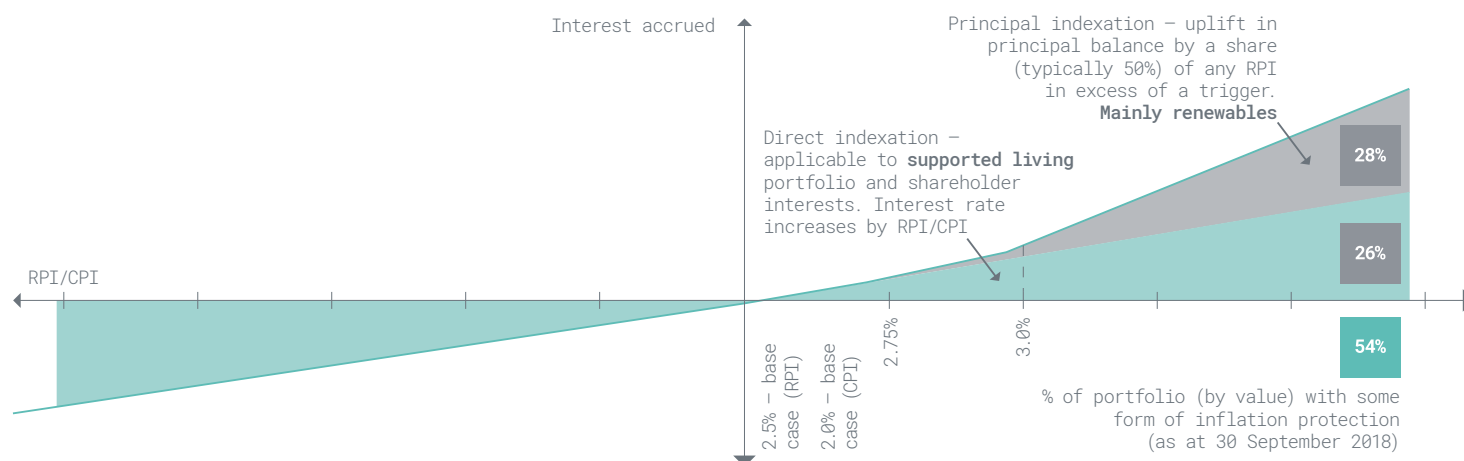 Interest accrued
Principal indexation – uplift in
principal balance by a share
(typically 50%) of any RPI
in excess of a trigger.
Mainly renewables
Direct indexation –
applicable to supported living
portfolio and shareholder
interests. Interest rate
increases by RPI/CPI
28%
26%
RPI/CPI
2.5% – base
case (RPI)
2.0% – base
case (CPI)
2.75%
3.0%
54%
% of portfolio (by value) with some
form of inflation protection
(as at 30 September 2018)